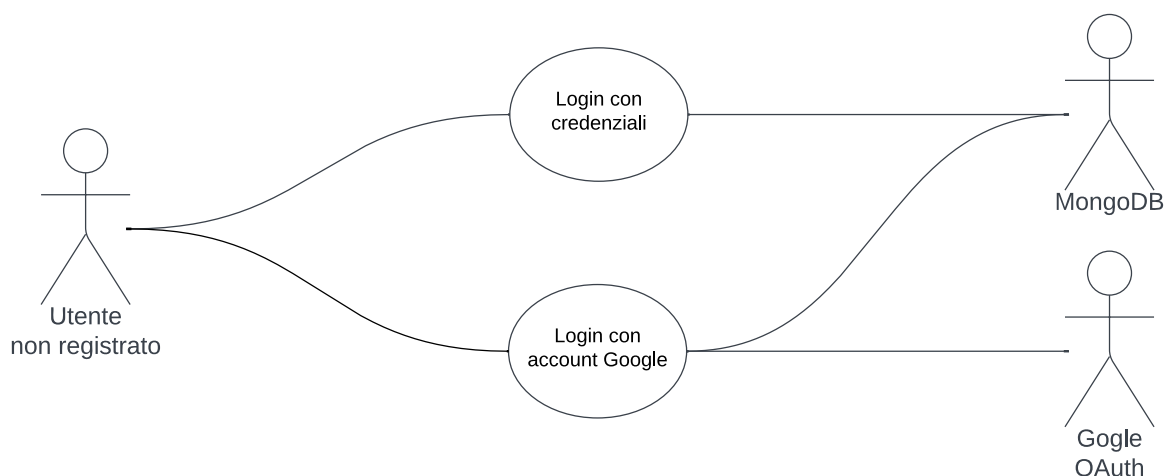 Login con
credenziali
MongoDB
Utente
non registrato
Login con
account Google
Gogle
OAuth